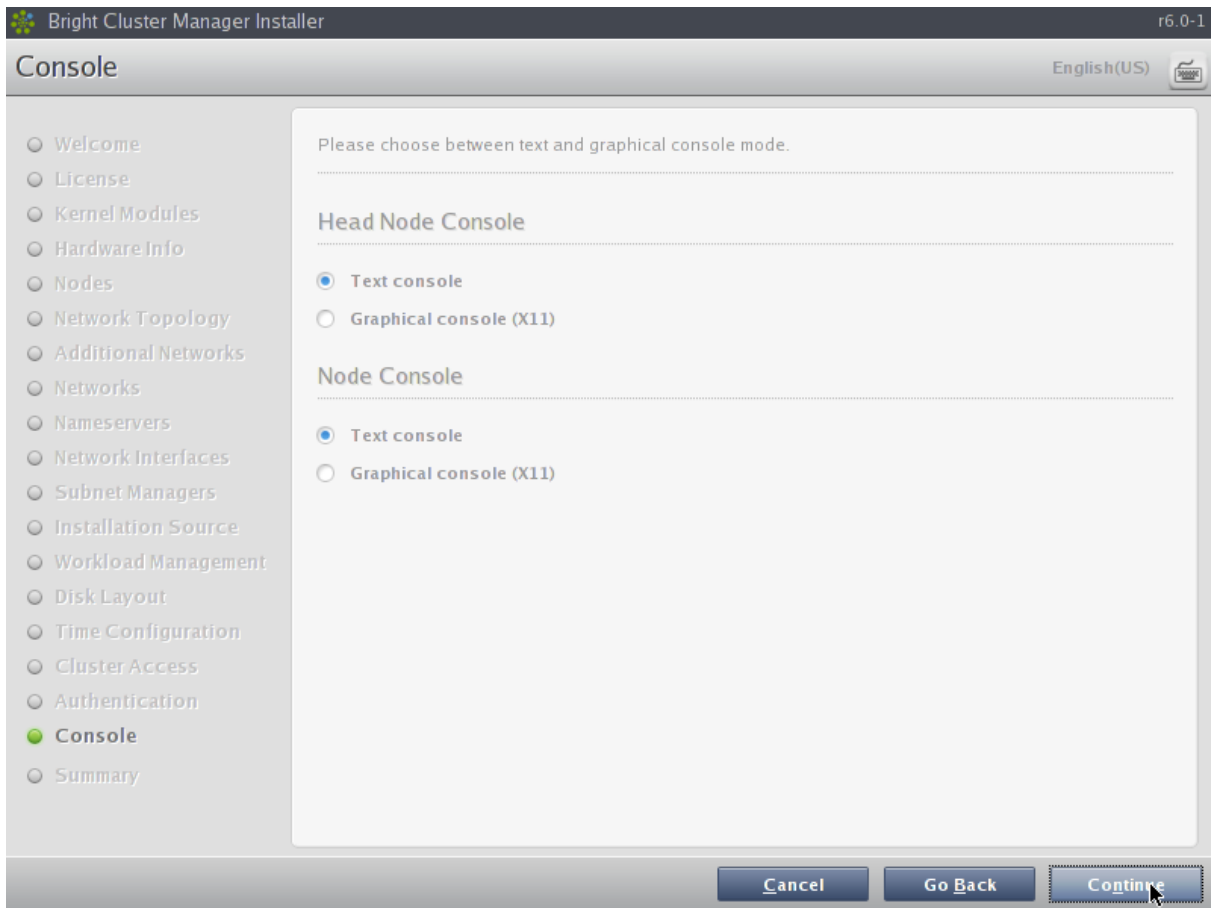 Bright Cluster Manager Installer
r6.0-1
Console
English(US)
Welcome
License
Kernel Modules
Hardware Info
Nodes
Network Topology
Additional Networks
Networks
Nameservers
Network Interfaces
Subnet Managers
Installation Source
Workload Management
Disk Layout
Time Configuration
Cluster Access
Authentication
Console
Summary
Please choose between text and graphical console mode.
Head Node Console
Text console
Graphical console (X11)
Node Console
Text console
Graphical console (X11)
Cancel
Go Back
Continue